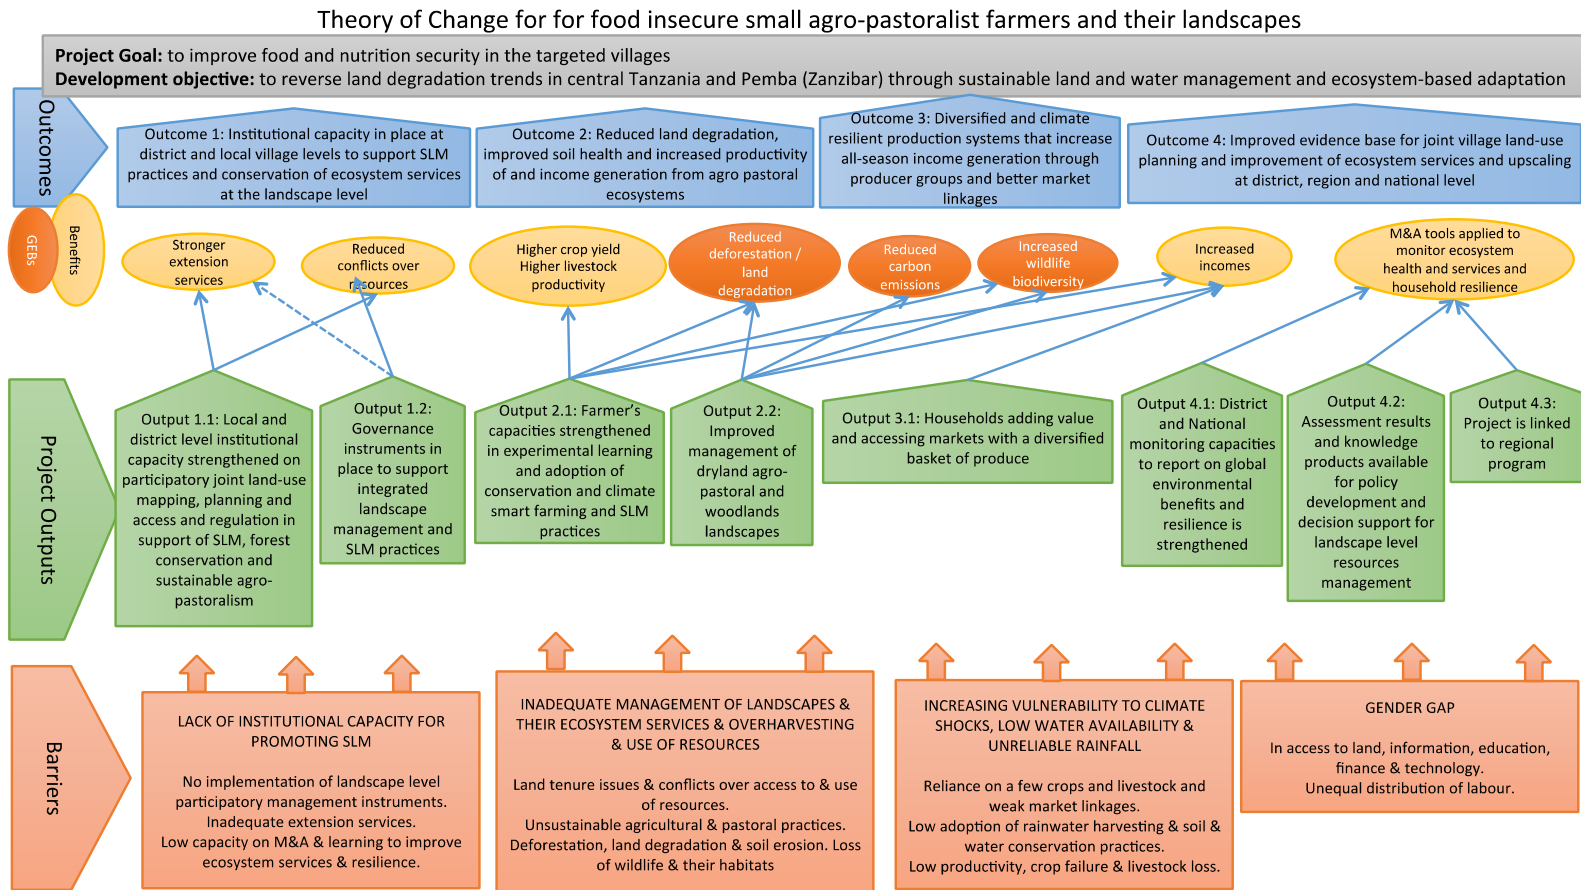 Theory of Change for for food insecure small agro-pastoralist farmers and their landscapes
Project Goal: to improve food and nutrition security in the targeted villages
Development objective: to reverse land degradation trends in central Tanzania and Pemba (Zanzibar) through sustainable land and water management and ecosystem-based adaptation
Outcomes
Outcome 1: Institutional capacity in place at
district and local village levels to support SLM
practices and conservation of ecosystem services
at the landscape level
Outcome 2: Reduced land degradation,
improved soil health and increased productivity
of and income generation from agro pastoral
ecosystems
Outcome 3: Diversified and climate
resilient production systems that increase
all-season income generation through
producer groups and better market
linkages
Outcome 4: Improved evidence base for joint village land-use
planning and improvement of ecosystem services and upscaling
at district, region and national level
GEBs
Benefits
Stronger
extension
services
Reduced
conflicts over
resources
Higher crop yield
Higher livestock
productivity
Reduced
deforestation /
land
degradation
Reduced
carbon
emissions
Increased
wildlife
biodiversity
Increased
incomes
M&A tools applied to
monitor ecosystem
health and services and
household resilience
Project Outputs
Output 1.1: Local and
district level institutional
capacity strengthened on
participatory joint land-use
mapping, planning and
access and regulation in
support of SLM, forest
conservation and
sustainable agro-
pastoralism
Output 1.2:
Governance
instruments in
place to support
integrated
landscape
management and
SLM practices
Output 2.1: Farmer’s
capacities strengthened
in experimental learning
and adoption of
conservation and climate
smart farming and SLM
practices
Output 2.2:
Improved
management of
dryland agro-
pastoral and
woodlands
landscapes
Output 3.1: Households adding value
and accessing markets with a diversified
basket of produce
Output 4.1: District
and National
monitoring capacities
to report on global
environmental
benefits and
resilience is
strengthened
Output 4.2:
Assessment results
and knowledge
products available
for policy
development and
decision support for
landscape level
resources
management
Output 4.3:
Project is linked
to regional
program
Barriers
LACK OF INSTITUTIONAL CAPACITY FOR
PROMOTING SLM
No implementation of landscape level
participatory management instruments.
Inadequate extension services.
Low capacity on M&A & learning to improve
ecosystem services & resilience.
INADEQUATE MANAGEMENT OF LANDSCAPES &
THEIR ECOSYSTEM SERVICES & OVERHARVESTING
& USE OF RESOURCES
Land tenure issues & conflicts over access to & use
of resources.
Unsustainable agricultural & pastoral practices.
Deforestation, land degradation & soil erosion. Loss
of wildlife & their habitats
INCREASING VULNERABILITY TO CLIMATE
SHOCKS, LOW WATER AVAILABILITY &
UNRELIABLE RAINFALL
Reliance on a few crops and livestock and
weak market linkages.
Low adoption of rainwater harvesting & soil &
water conservation practices.
Low productivity, crop failure & livestock loss.
GENDER GAP
In access to land, information, education,
finance & technology.
Unequal distribution of labour.